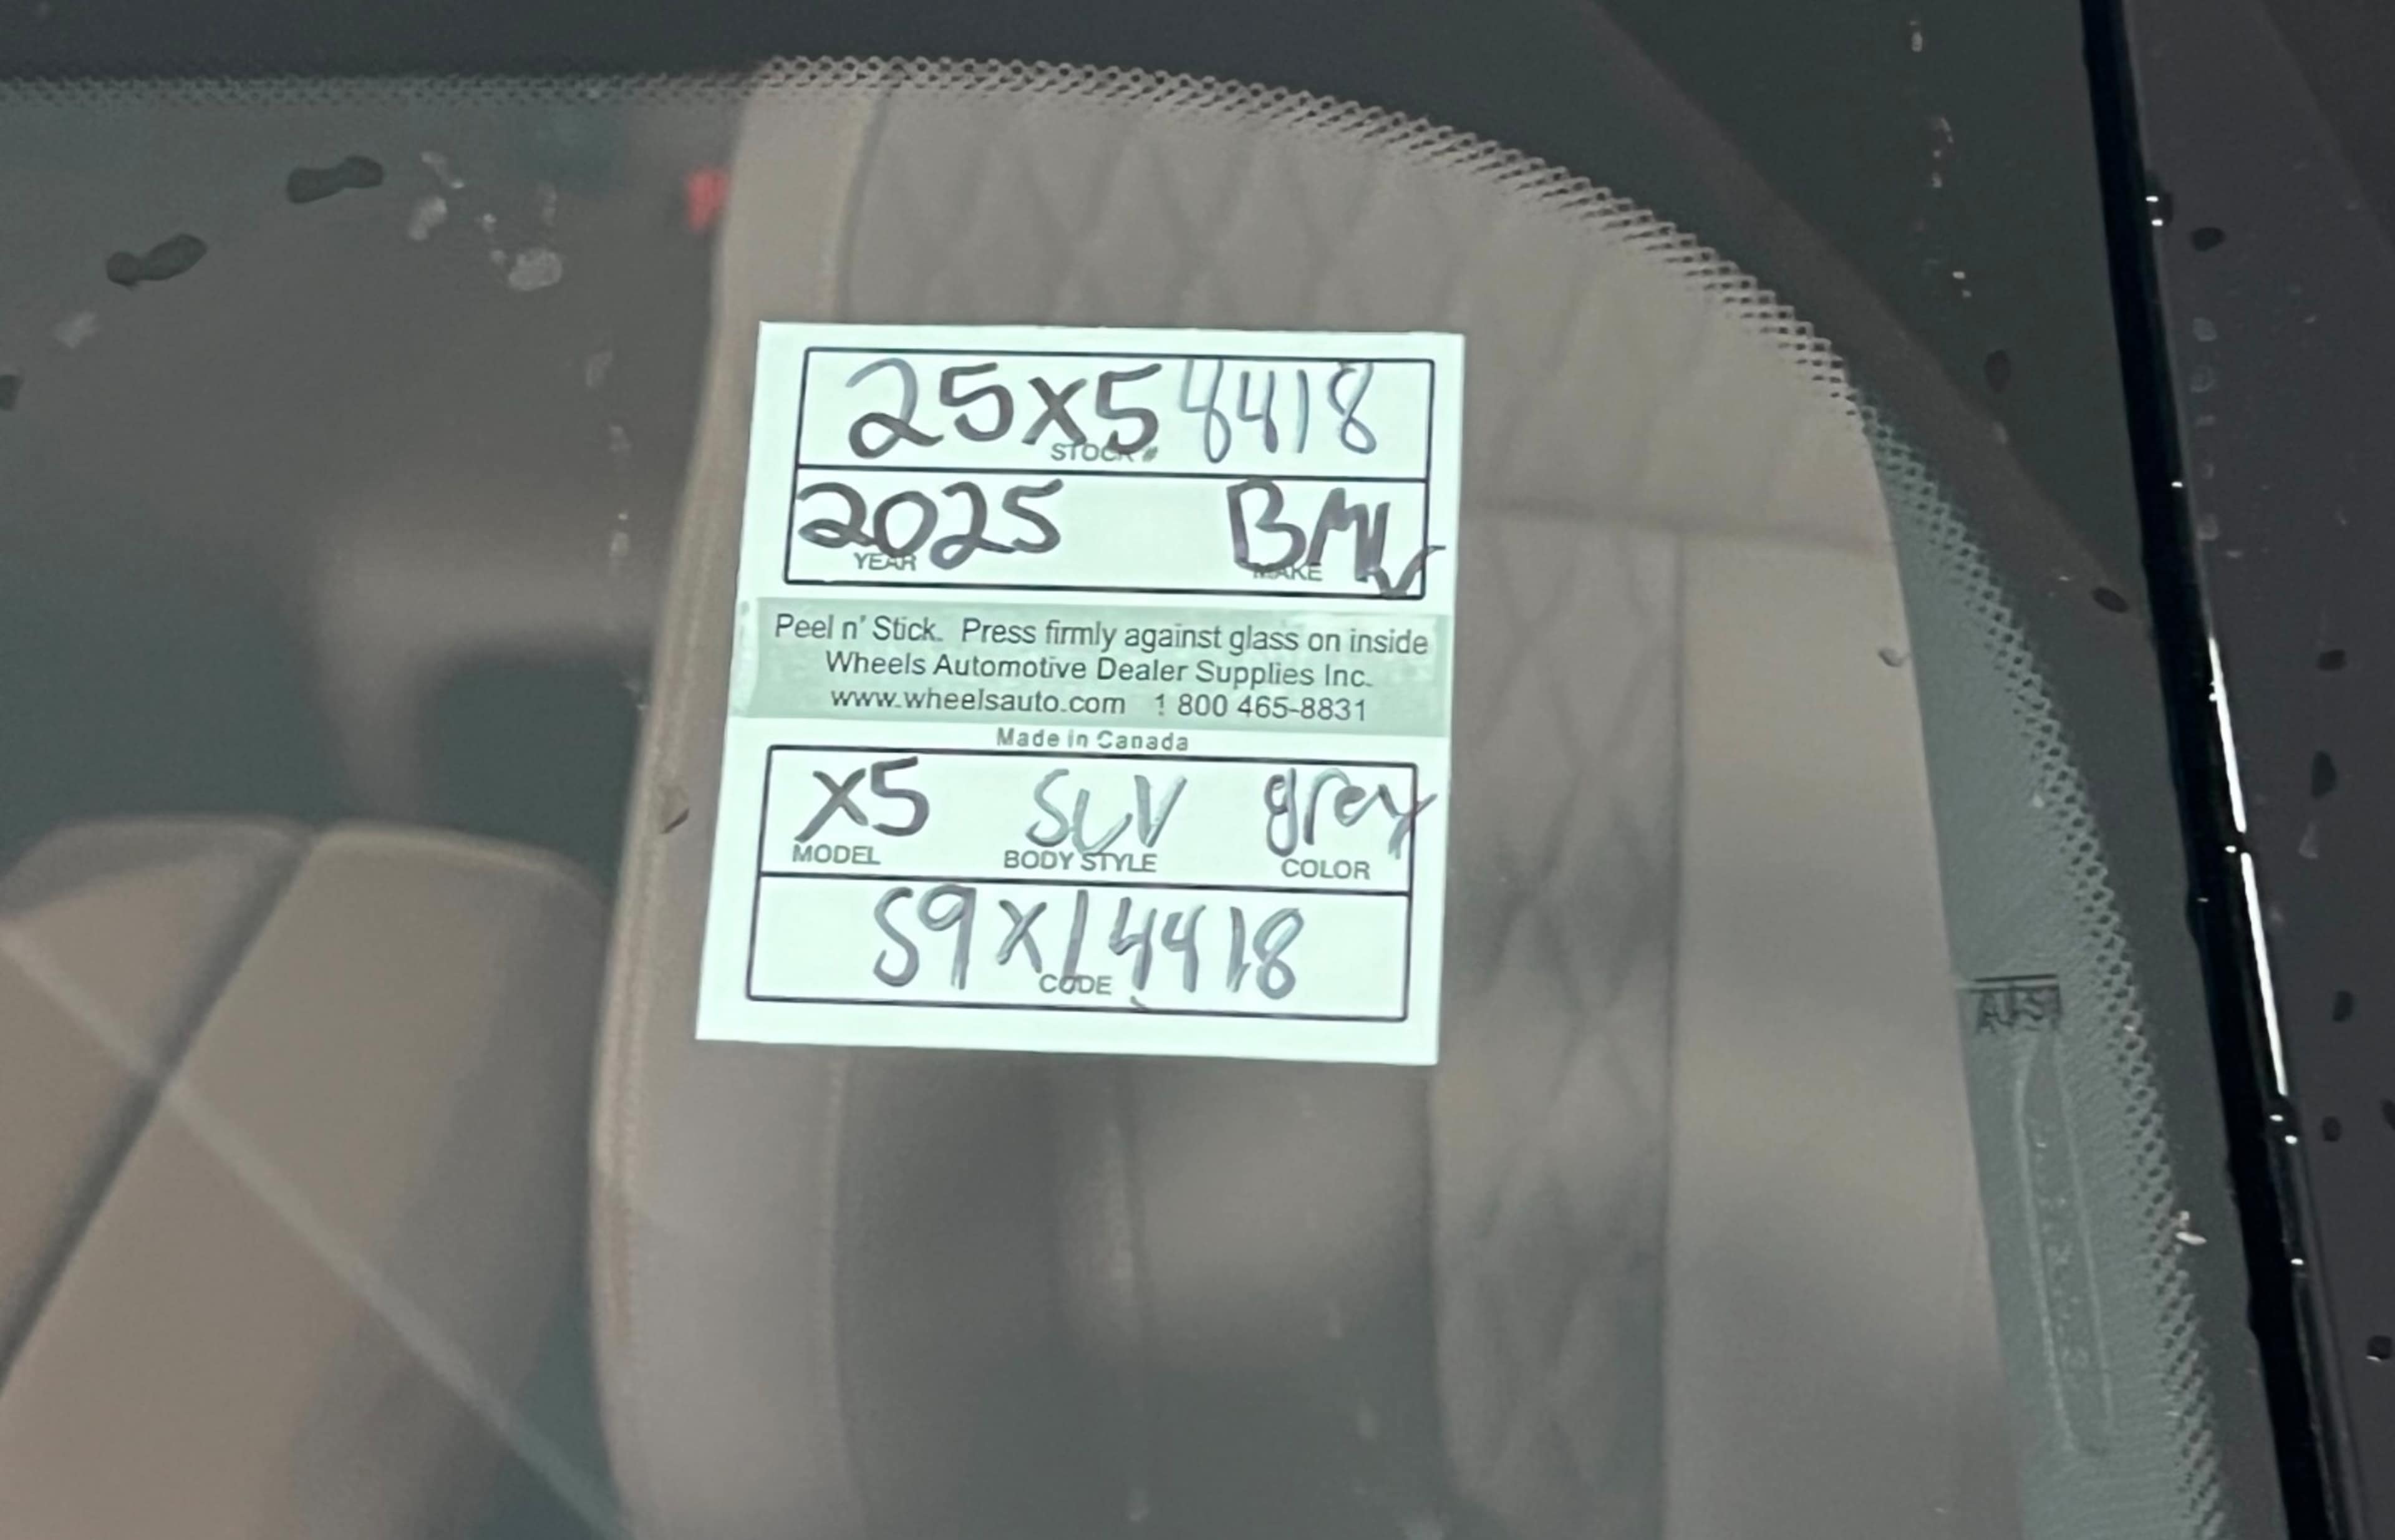 25X58418
STOCK #
2025 BMW
YEAR MAKE
Peel n' Stick. Press firmly against glass on inside
Wheels Automotive Dealer Supplies Inc.
www.wheelsauto.com 1 800 465-8831
Made in Canada
X5 SUV grey
MODEL BODY STYLE COLOR
S9X14418
CODE